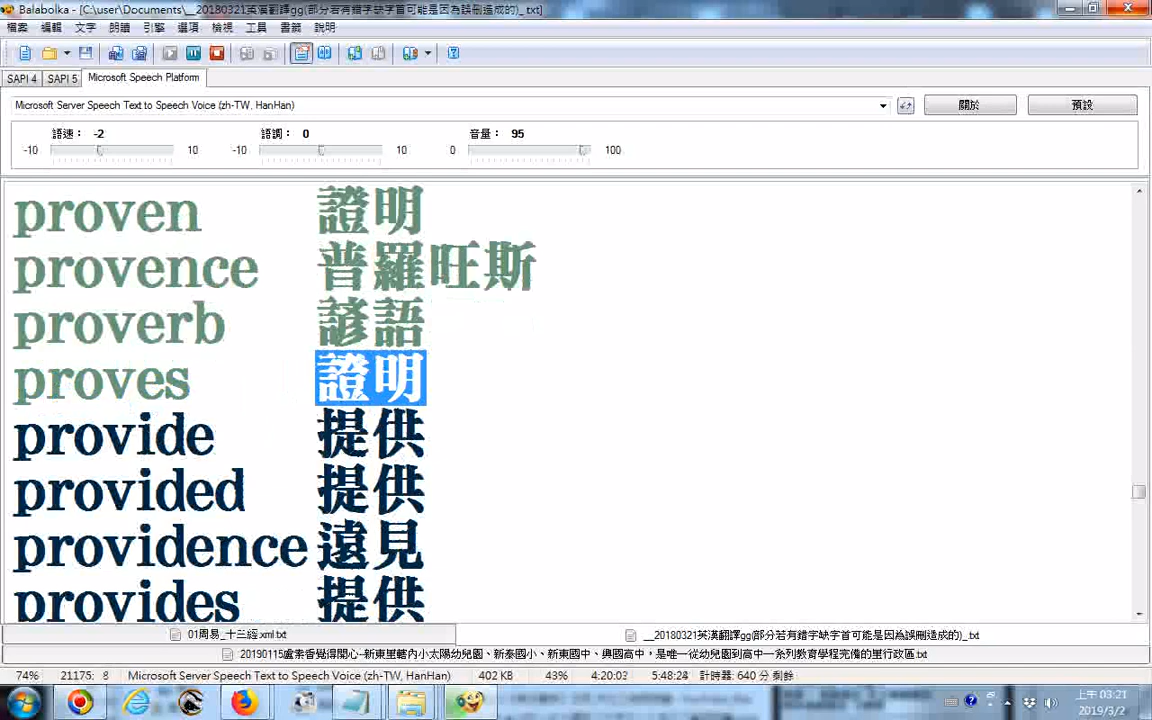 Balabolka - [C:\user\Documents\__20180321英漢翻譯gg(部分若有錯字缺字首可能是因為誤刪造成的)_.txt]
檔案 編輯 文字 朗讀 引擎 選項 檢視 工具 書籤 說明
SAPI 4 SAPI 5 Microsoft Speech Platform
Microsoft Server Speech Text to Speech Voice (zh-TW, HanHan) 關於 預設
語速： -2 語調： 0 音量： 95
-10 10 -10 10 0 100
proven 證明
provence 普羅旺斯
proverb 諺語
proves 證明
provide 提供
provided 提供
providence 遠見
provides 提供
01周易_十三經.xml.txt __20180321英漢翻譯gg(部分若有錯字缺字首可能是因為誤刪造成的)_.txt
20190115盧素香覺得開心-新東里轄內小太陽幼兒園、新泰國小、新東國中、興國高中，是唯一從幼兒園到高中一系列教育學程完備的里行政區.txt
74% 21175: 8 Microsoft Server Speech Text to Speech Voice (zh-TW, HanHan) 402 KB 43% 4:20:03 5:48:24 計時器: 640 分 剩餘
上午 03:21
2019/3/2